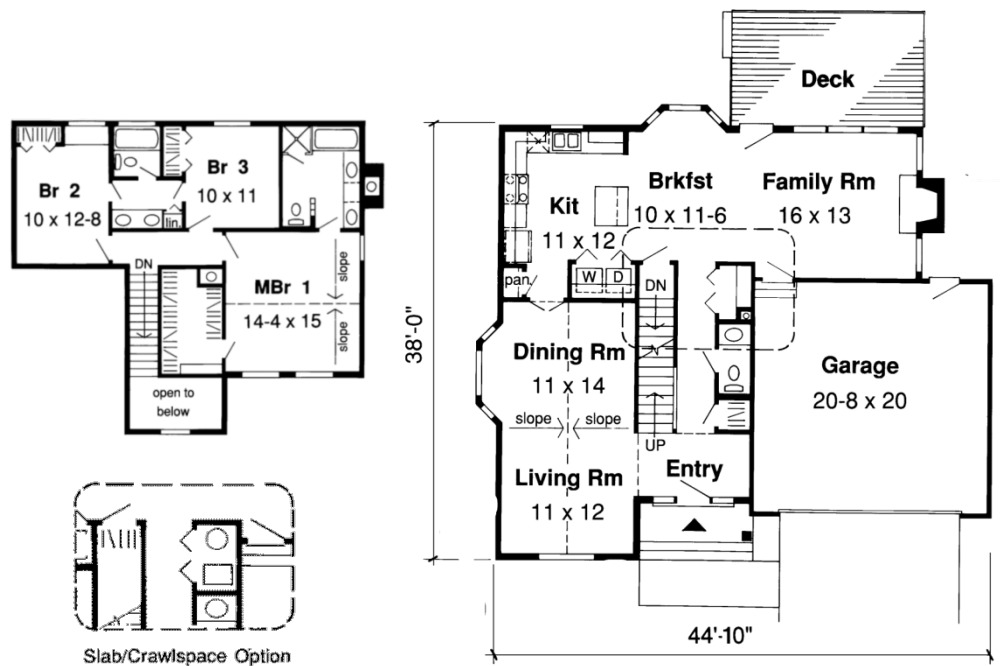 Deck
Br 2
10 x 12-8
Br 3
10 x 11
lin.
DN
MBr 1
14-4 x 15
slope
slope
open to
below
Slab/Crawlspace Option
Kit
11 x 12
Brkfst
10 x 11-6
Family Rm
16 x 13
pan.
W D
DN
Dining Rm
11 x 14
slope slope
UP
Living Rm
11 x 12
Entry
Garage
20-8 x 20
38'-0"
44'-10"